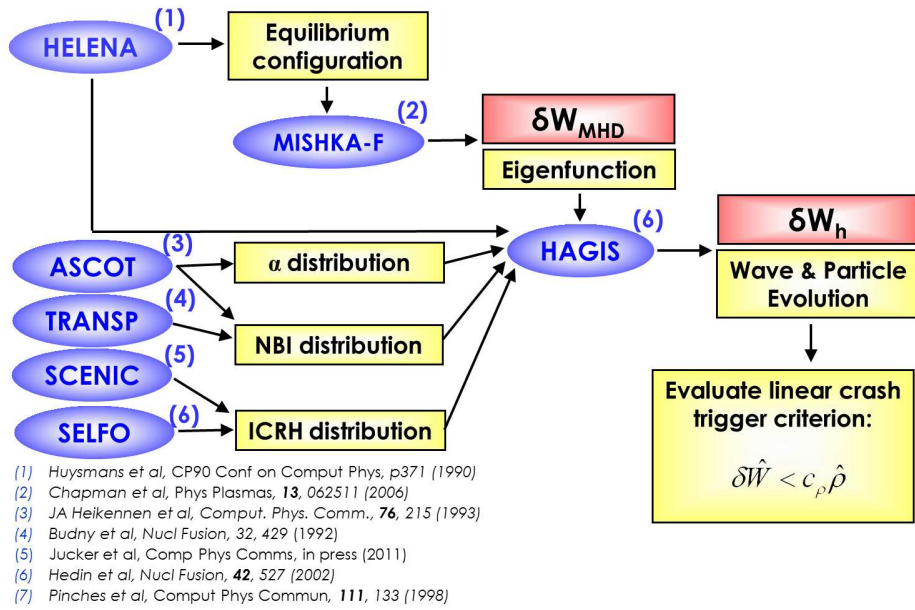 (1)
HELENA
Equilibrium
configuration
(2)
MISHKA-F
δW_MHD
Eigenfunction
(6)
HAGIS
δW_h
Wave & Particle
Evolution
(3)
ASCOT
α distribution
(4)
TRANSP
NBI distribution
(5)
SCENIC
(6)
SELFO
ICRH distribution
Evaluate linear crash
trigger criterion:
δŴ < c_ρ ρ̂
(1) Huysmans et al, CP90 Conf on Comput Phys, p371 (1990)
(2) Chapman et al, Phys Plasmas, 13, 062511 (2006)
(3) JA Heikennen et al, Comput. Phys. Comm., 76, 215 (1993)
(4) Budny et al, Nucl Fusion, 32, 429 (1992)
(5) Jucker et al, Comp Phys Comms, in press (2011)
(6) Hedin et al, Nucl Fusion, 42, 527 (2002)
(7) Pinches et al, Comput Phys Commun, 111, 133 (1998)